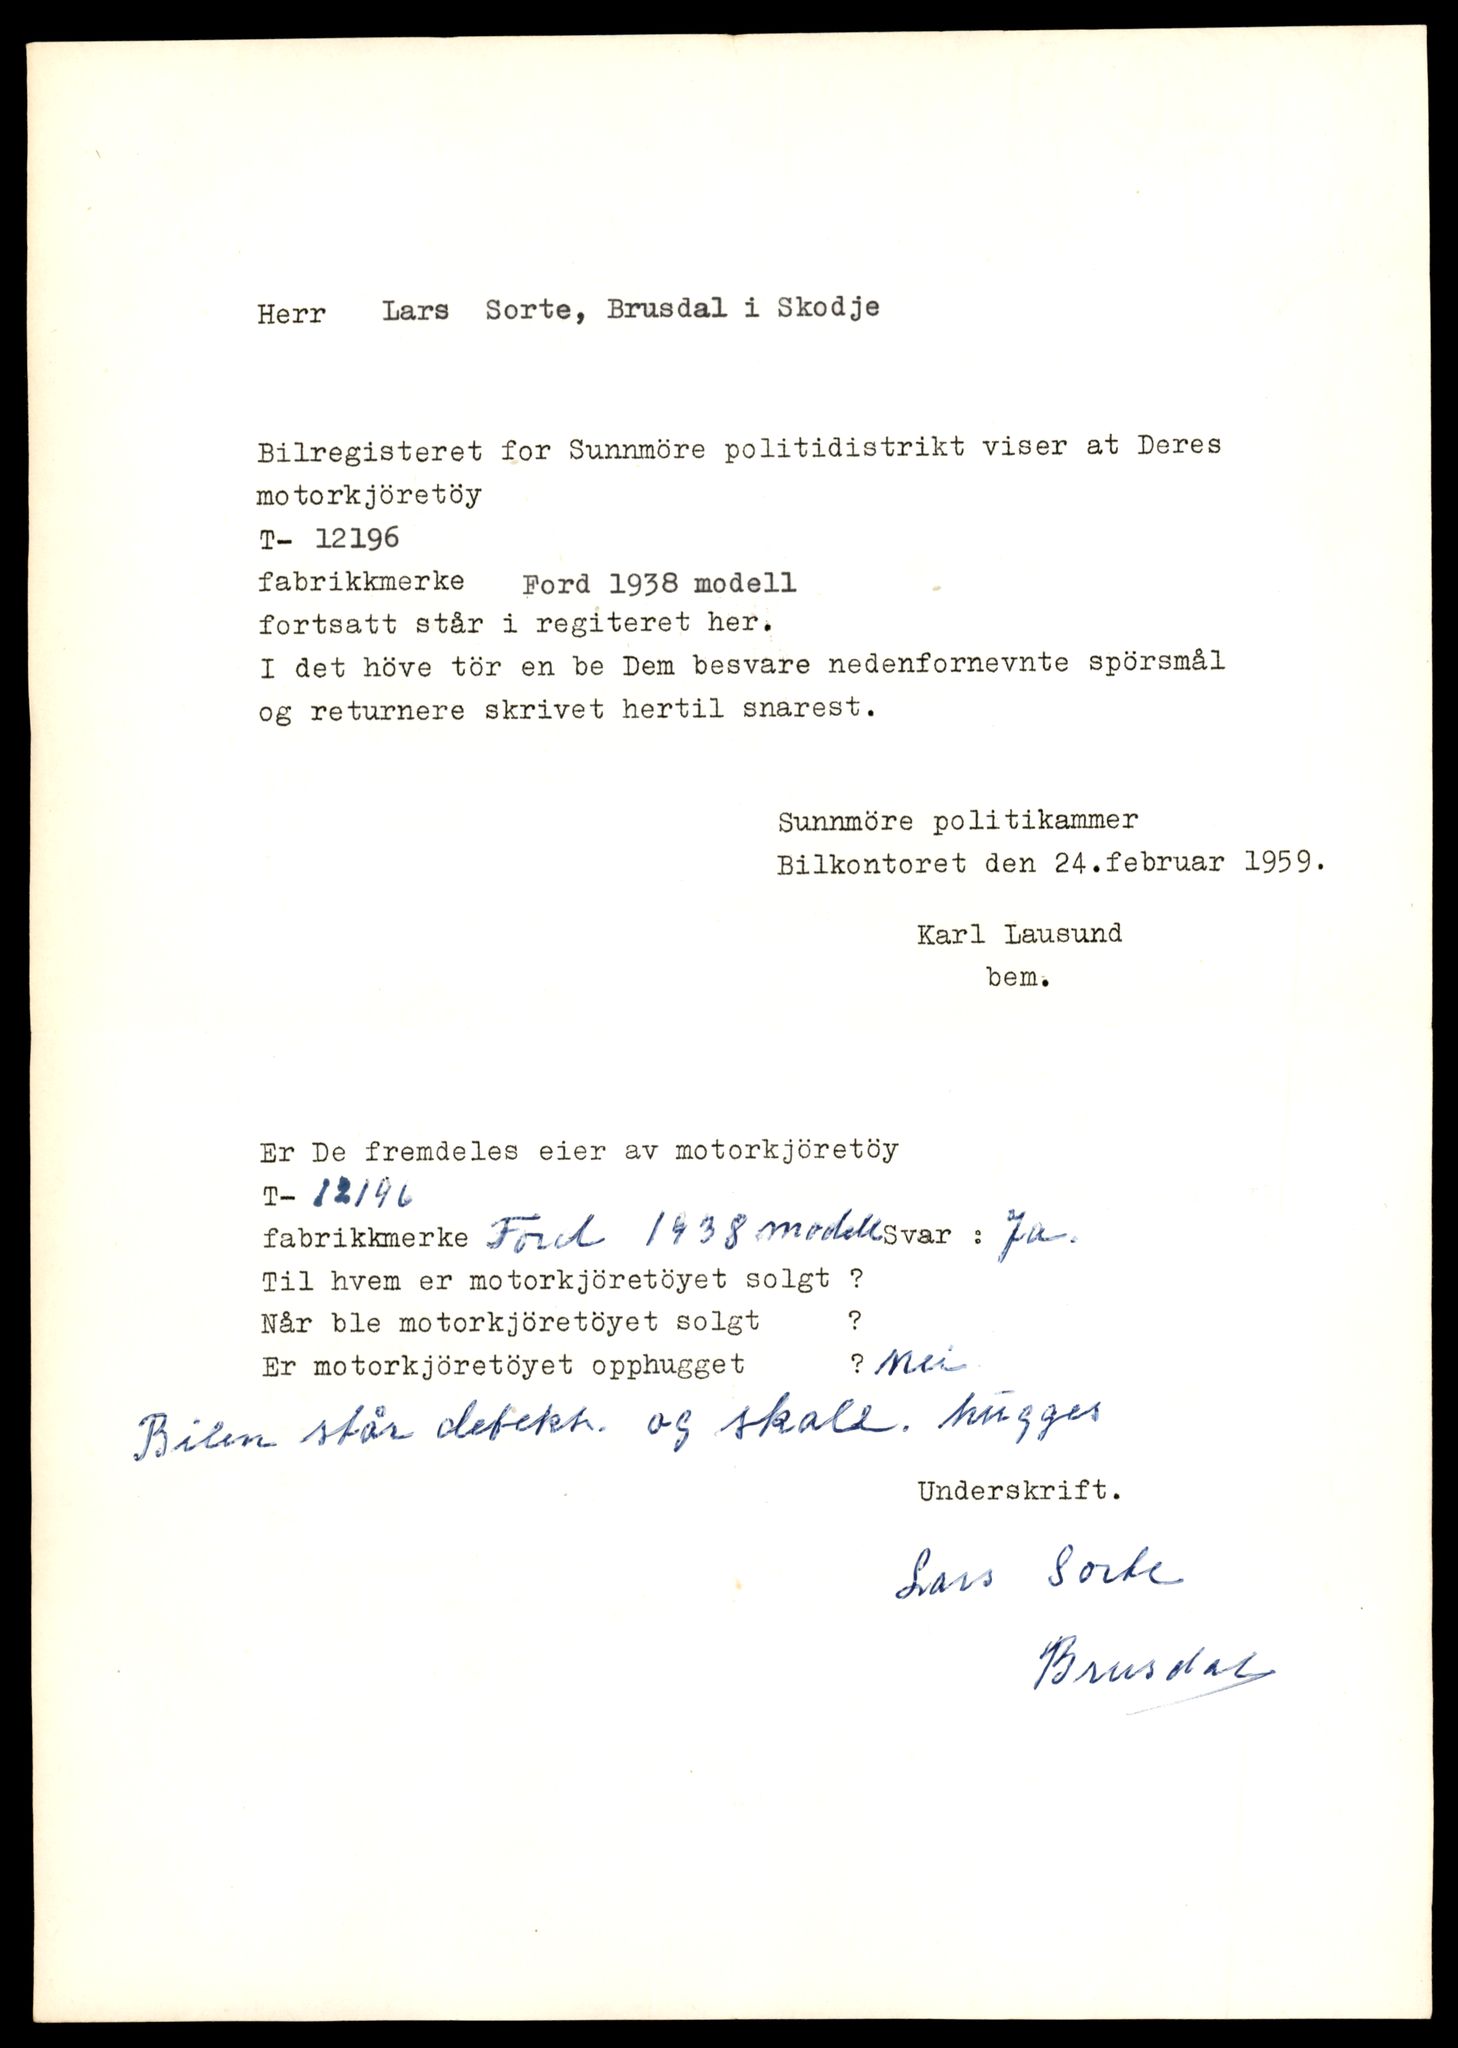 Herr Lars Sorte, Brusdal i Skodje
Bilregisteret for Sunnmöre politidistrikt viser at Deres
motorkjöretöy
T- 12196
fabrikkmerke Ford 1938 modell
fortsatt står i regiteret her.
I det höve tör en be Dem besvare nedenfornevnte spörsmål
og returnere skrivet hertil snarest.
Sunnmöre politikammer
Bilkontoret den 24.februar 1959.
Karl Lausund
bem.
Er De fremdeles eier av motorkjöretöy
T- 12196
fabrikkmerke Ford 1938 modell Svar : Ja.
Til hvem er motorkjöretöyet solgt ?
Når ble motorkjöretöyet solgt ?
Er motorkjöretöyet opphugget ? Nei
Bilen står defekt. og skall. hugges
Underskrift.
Lars Sorte
Brusdal